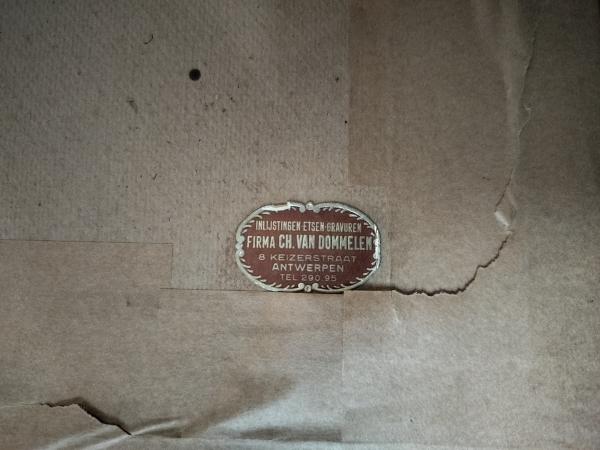 INLIJSTINGEN-ETSEN-GRAVUREN
FIRMA CH. VAN DOMMELEN
8 KEIZERSTRAAT
ANTWERPEN
TEL 290.95